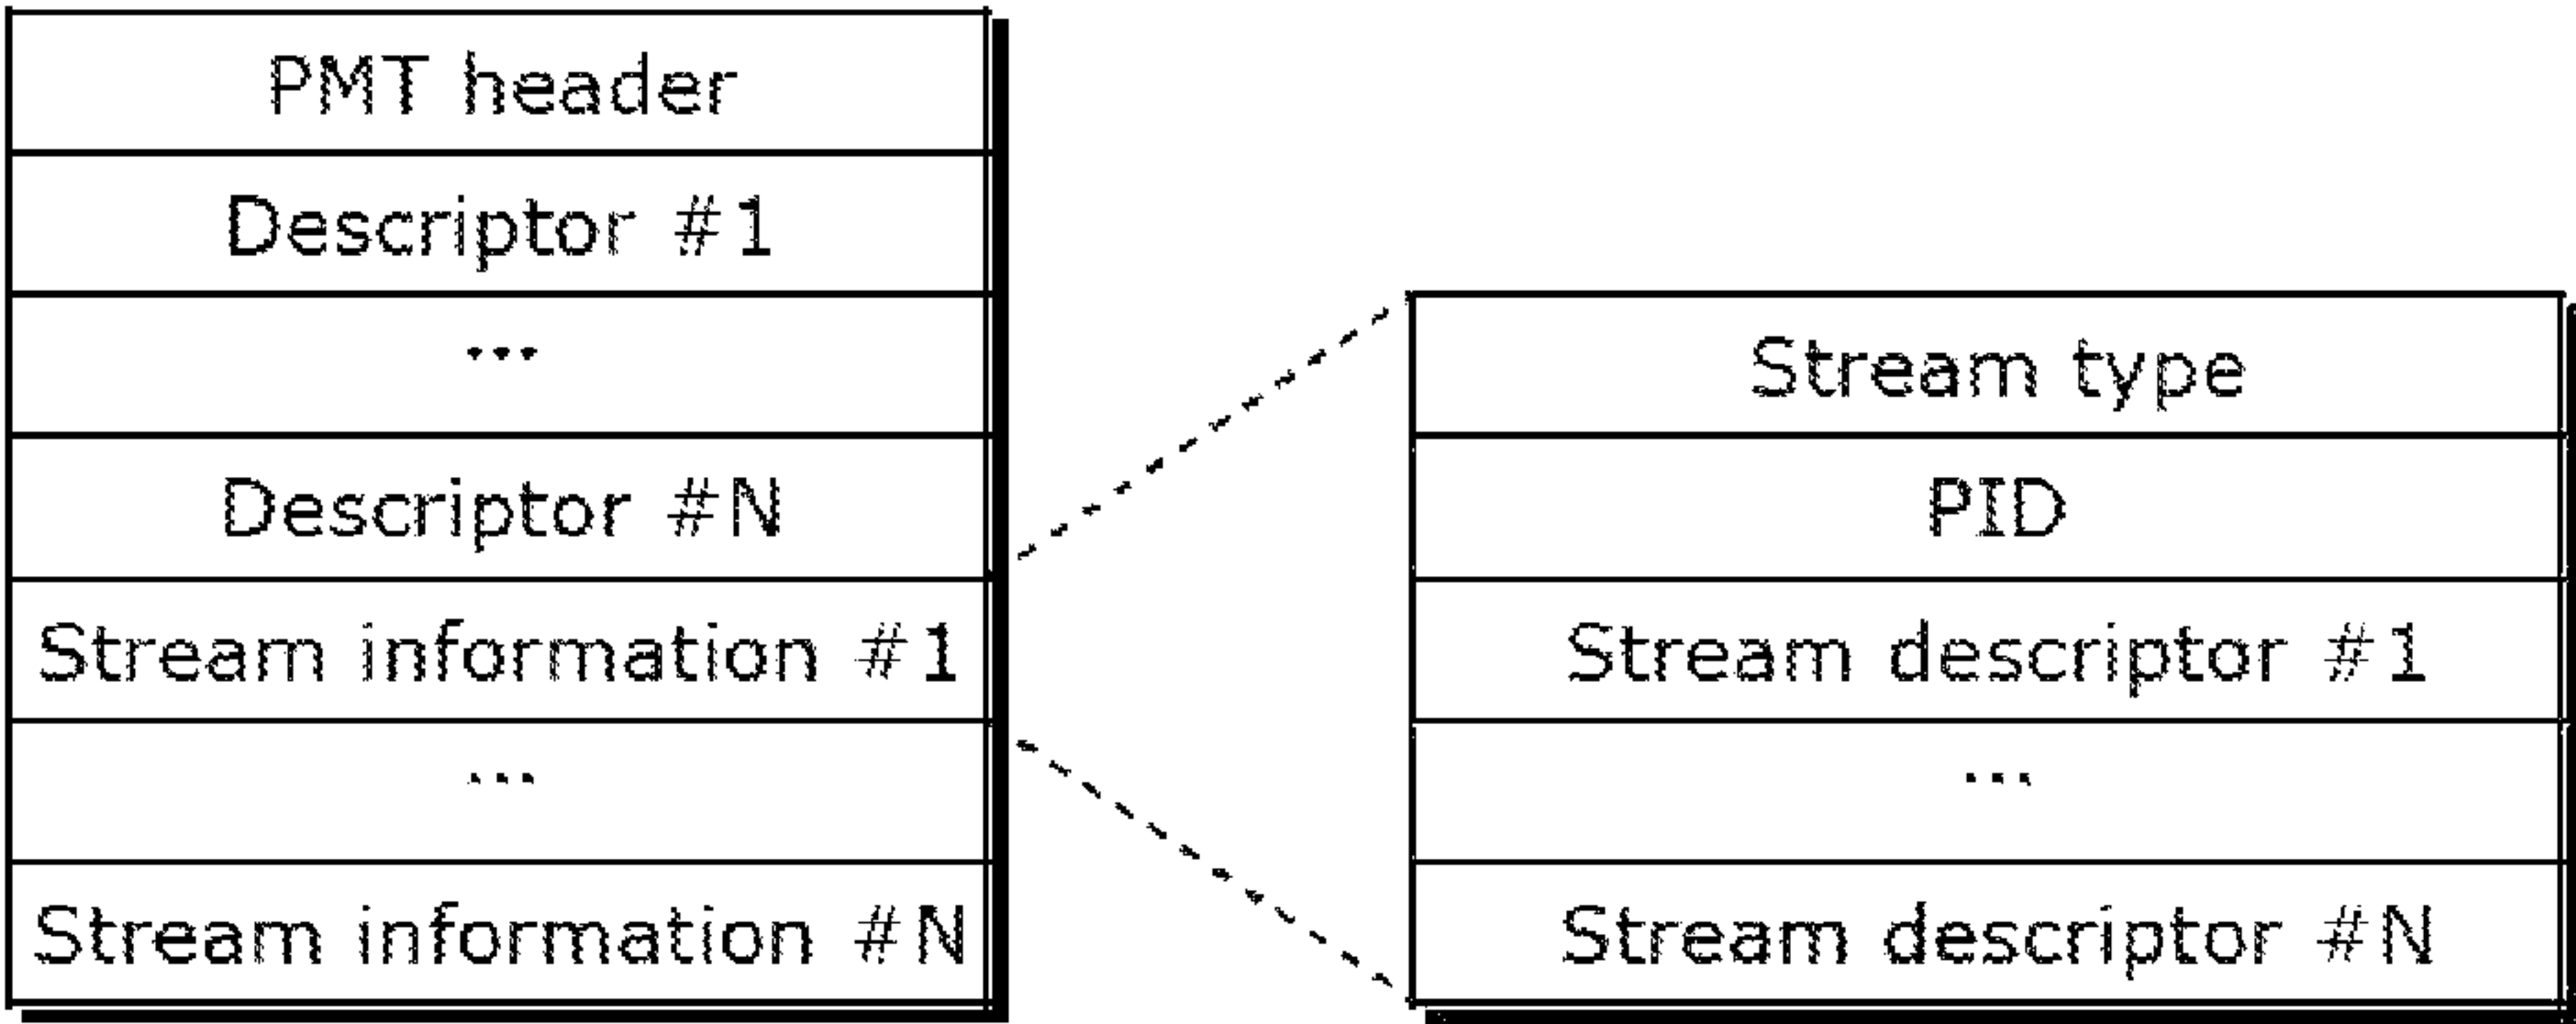 PMT header
Descriptor #1
...
Descriptor #N
Stream information #1
...
Stream information #N
Stream type
PID
Stream descriptor #1
...
Stream descriptor #N